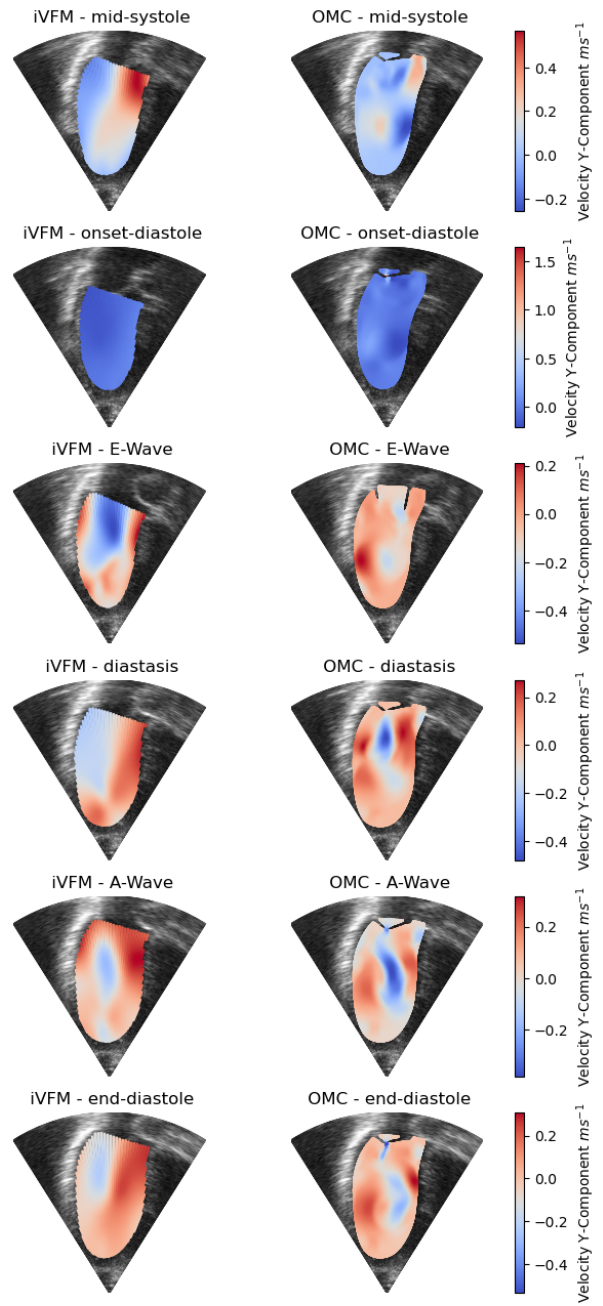 iVFM - mid-systole
OMC - mid-systole
0.4
0.2
0.0
−0.2
Velocity Y-Component ms⁻¹
iVFM - onset-diastole
OMC - onset-diastole
1.5
1.0
0.5
0.0
Velocity Y-Component ms⁻¹
iVFM - E-Wave
OMC - E-Wave
0.2
0.0
−0.2
−0.4
Velocity Y-Component ms⁻¹
iVFM - diastasis
OMC - diastasis
0.2
0.0
−0.2
−0.4
Velocity Y-Component ms⁻¹
iVFM - A-Wave
OMC - A-Wave
0.2
0.0
−0.2
Velocity Y-Component ms⁻¹
iVFM - end-diastole
OMC - end-diastole
0.2
0.0
−0.2
−0.4
Velocity Y-Component ms⁻¹